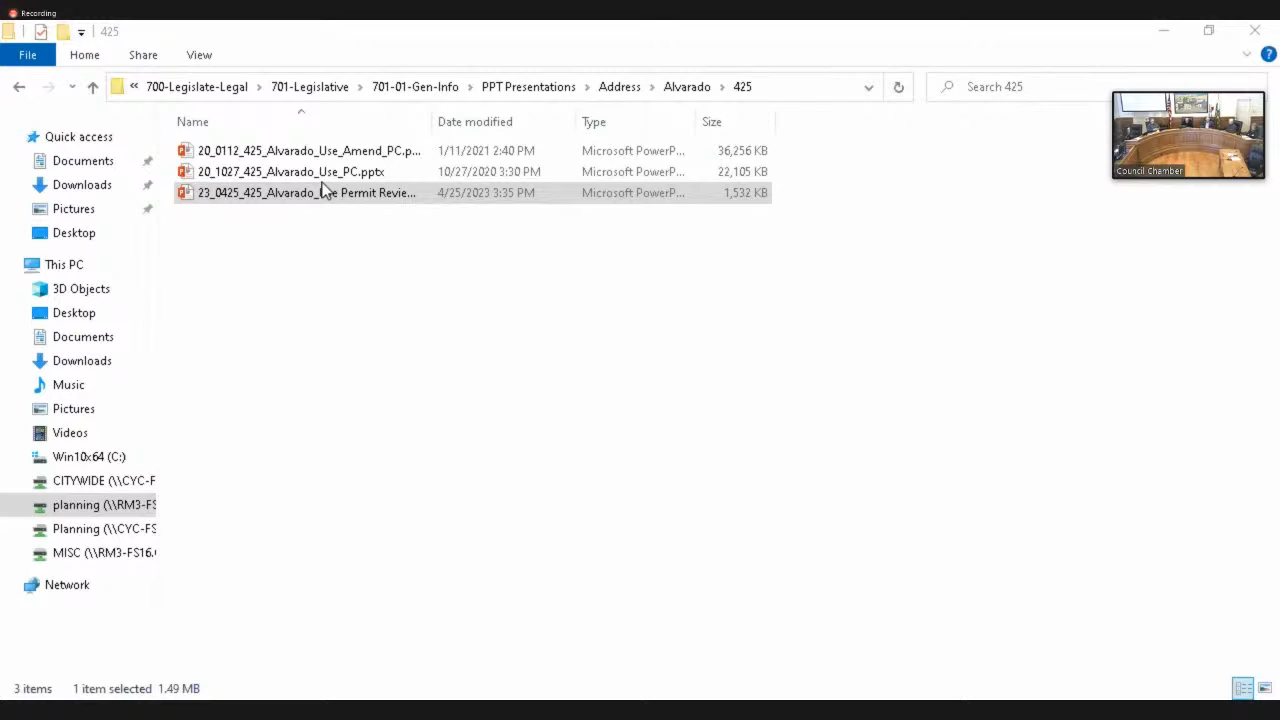 Recording
425
File Home Share View
« 700-Legislate-Legal > 701-Legislative > 701-01-Gen-Info > PPT Presentations > Address > Alvarado > 425
Search 425
Name Date modified Type Size
20_0112_425_Alvarado_Use_Amend_PC.p... 1/11/2021 2:40 PM Microsoft PowerP... 36,256 KB
20_1027_425_Alvarado_Use_PC.pptx 10/27/2020 3:30 PM Microsoft PowerP... 22,105 KB
23_0425_425_Alvarado_Use Permit Revie... 4/25/2023 3:35 PM Microsoft PowerP... 1,532 KB
Council Chamber
Quick access
Documents
Downloads
Pictures
Desktop
This PC
3D Objects
Desktop
Documents
Downloads
Music
Pictures
Videos
Win10x64 (C:)
CITYWIDE (\\CYC-F
planning (\\RM3-FS
Planning (\\CYC-FS
MISC (\\RM3-FS16.
Network
3 items 1 item selected 1.49 MB